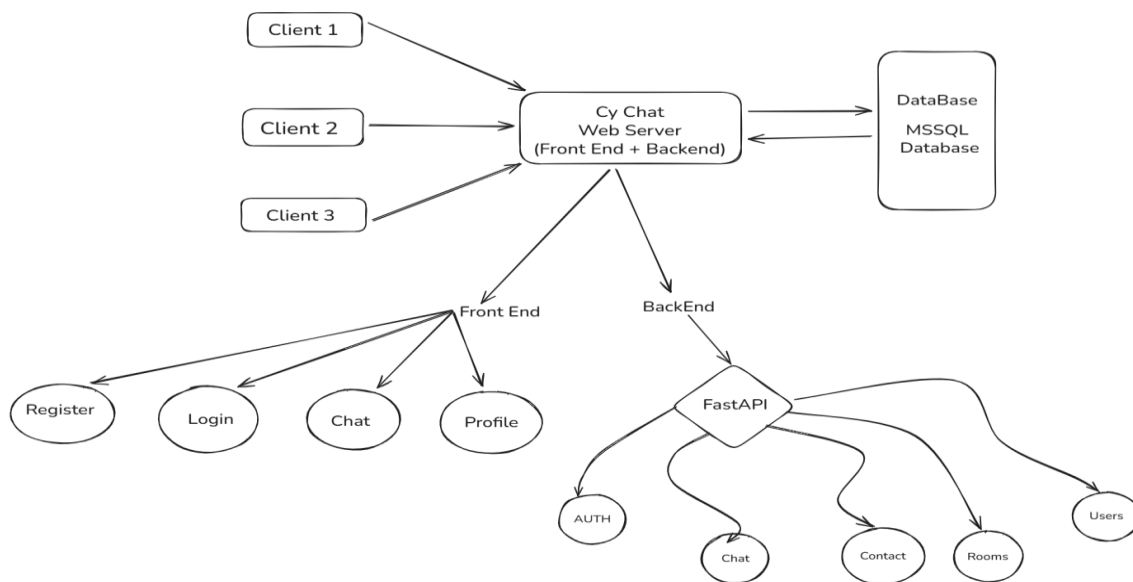 Client 1
Client 2
Client 3
Cy Chat
Web Server
(Front End + Backend)
DataBase
MSSQL
Database
Front End
BackEnd
Register
Login
Chat
Profile
FastAPI
AUTH
Chat
Contact
Rooms
Users